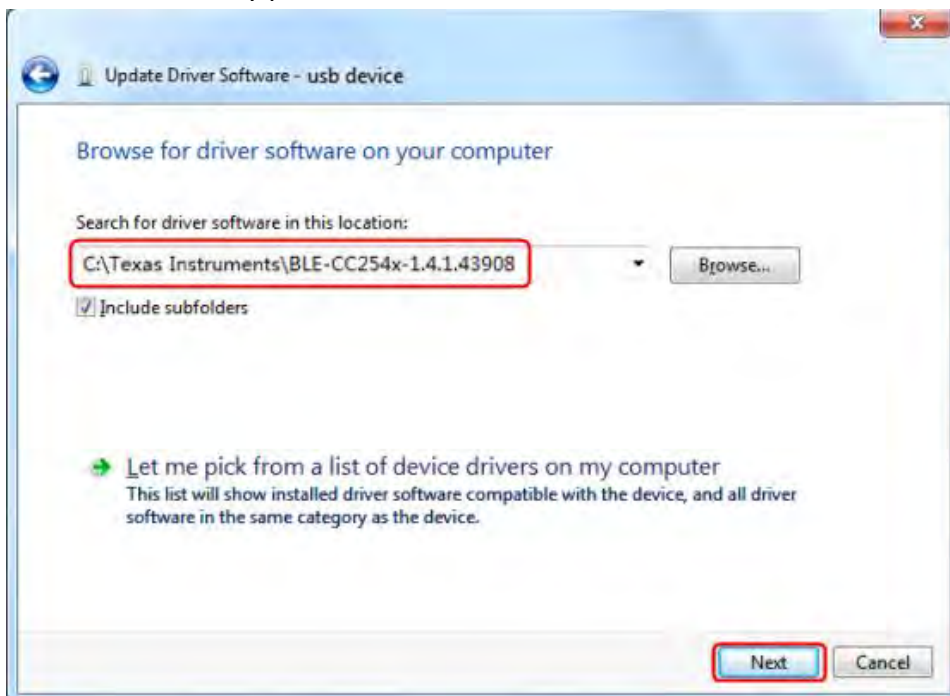 Update Driver Software - usb device
Browse for driver software on your computer
Search for driver software in this location:
C:\Texas Instruments\BLE-CC254x-1.4.1.43908
Browse...
Include subfolders
Let me pick from a list of device drivers on my computer
This list will show installed driver software compatible with the device, and all driver
software in the same category as the device.
Next
Cancel